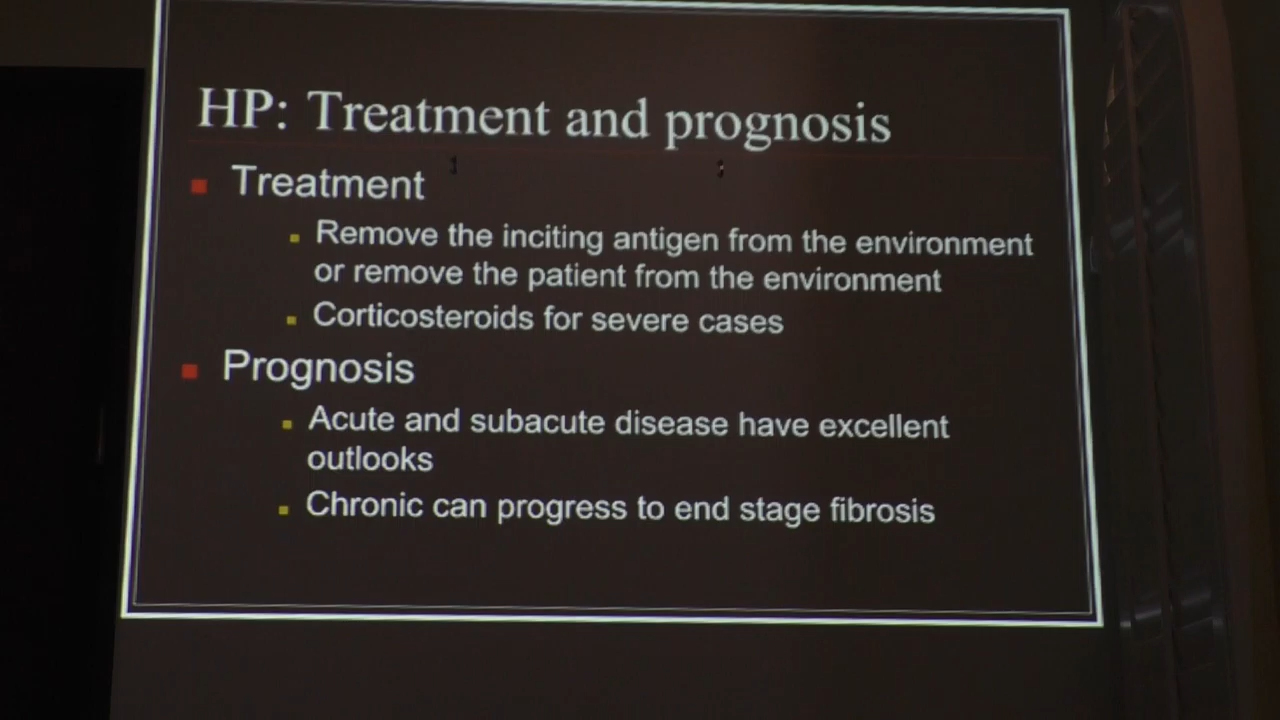 HP: Treatment and prognosis
Treatment
Remove the inciting antigen from the environment
or remove the patient from the environment
Corticosteroids for severe cases
Prognosis
Acute and subacute disease have excellent
outlooks
Chronic can progress to end stage fibrosis